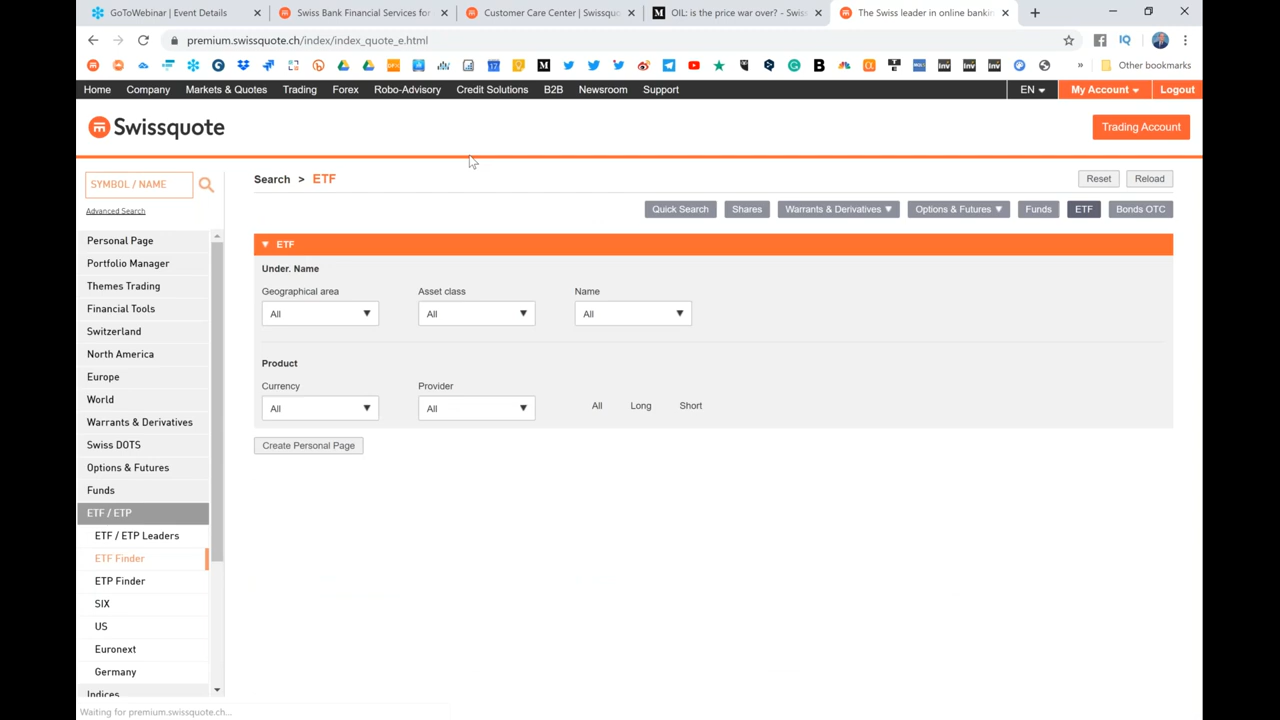 GoToWebinar | Event Details
Swiss Bank Financial Services for
Customer Care Center | Swissqu
OIL: is the price war over? – Swis
The Swiss leader in online bankin
premium.swissquote.ch/index/index_quote_e.html
Other bookmarks
Home Company Markets & Quotes Trading Forex Robo-Advisory Credit Solutions B2B Newsroom Support EN My Account Logout
Swissquote
Trading Account
SYMBOL / NAME
Advanced Search
Search > ETF
Reset Reload
Quick Search Shares Warrants & Derivatives Options & Futures Funds ETF Bonds OTC
Personal Page
Portfolio Manager
Themes Trading
Financial Tools
Switzerland
North America
Europe
World
Warrants & Derivatives
Swiss DOTS
Options & Futures
Funds
ETF / ETP
ETF / ETP Leaders
ETF Finder
ETP Finder
SIX
US
Euronext
Germany
Indices
ETF
Under. Name
Geographical area Asset class Name
All All All
Product
Currency Provider
All All All Long Short
Create Personal Page
Waiting for premium.swissquote.ch...